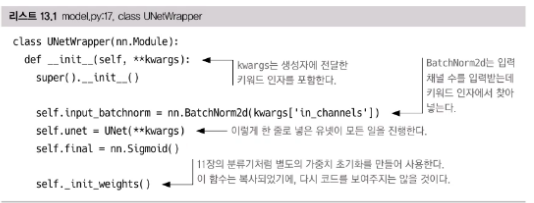 리스트 13.1 model.py:17, class UNetWrapper
class UNetWrapper(nn.Module):
def __init__(self, **kwargs):
super().__init__()
kwargs는 생성자에 전달한
키워드 인자를 포함한다.
BatchNorm2d는 입력
채널 수를 입력받는데
키워드 인자에서 찾아
넣는다.
self.input_batchnorm = nn.BatchNorm2d(kwargs['in_channels'])
self.unet = UNet(**kwargs)
이렇게 한 줄로 넣은 유넷이 모든 일을 진행한다.
self.final = nn.Sigmoid()
11장의 분류기처럼 별도의 가중치 초기화를 만들어 사용한다.
이 함수는 복사되었기에, 다시 코드를 보여주지는 않을 것이다.
self._init_weights()